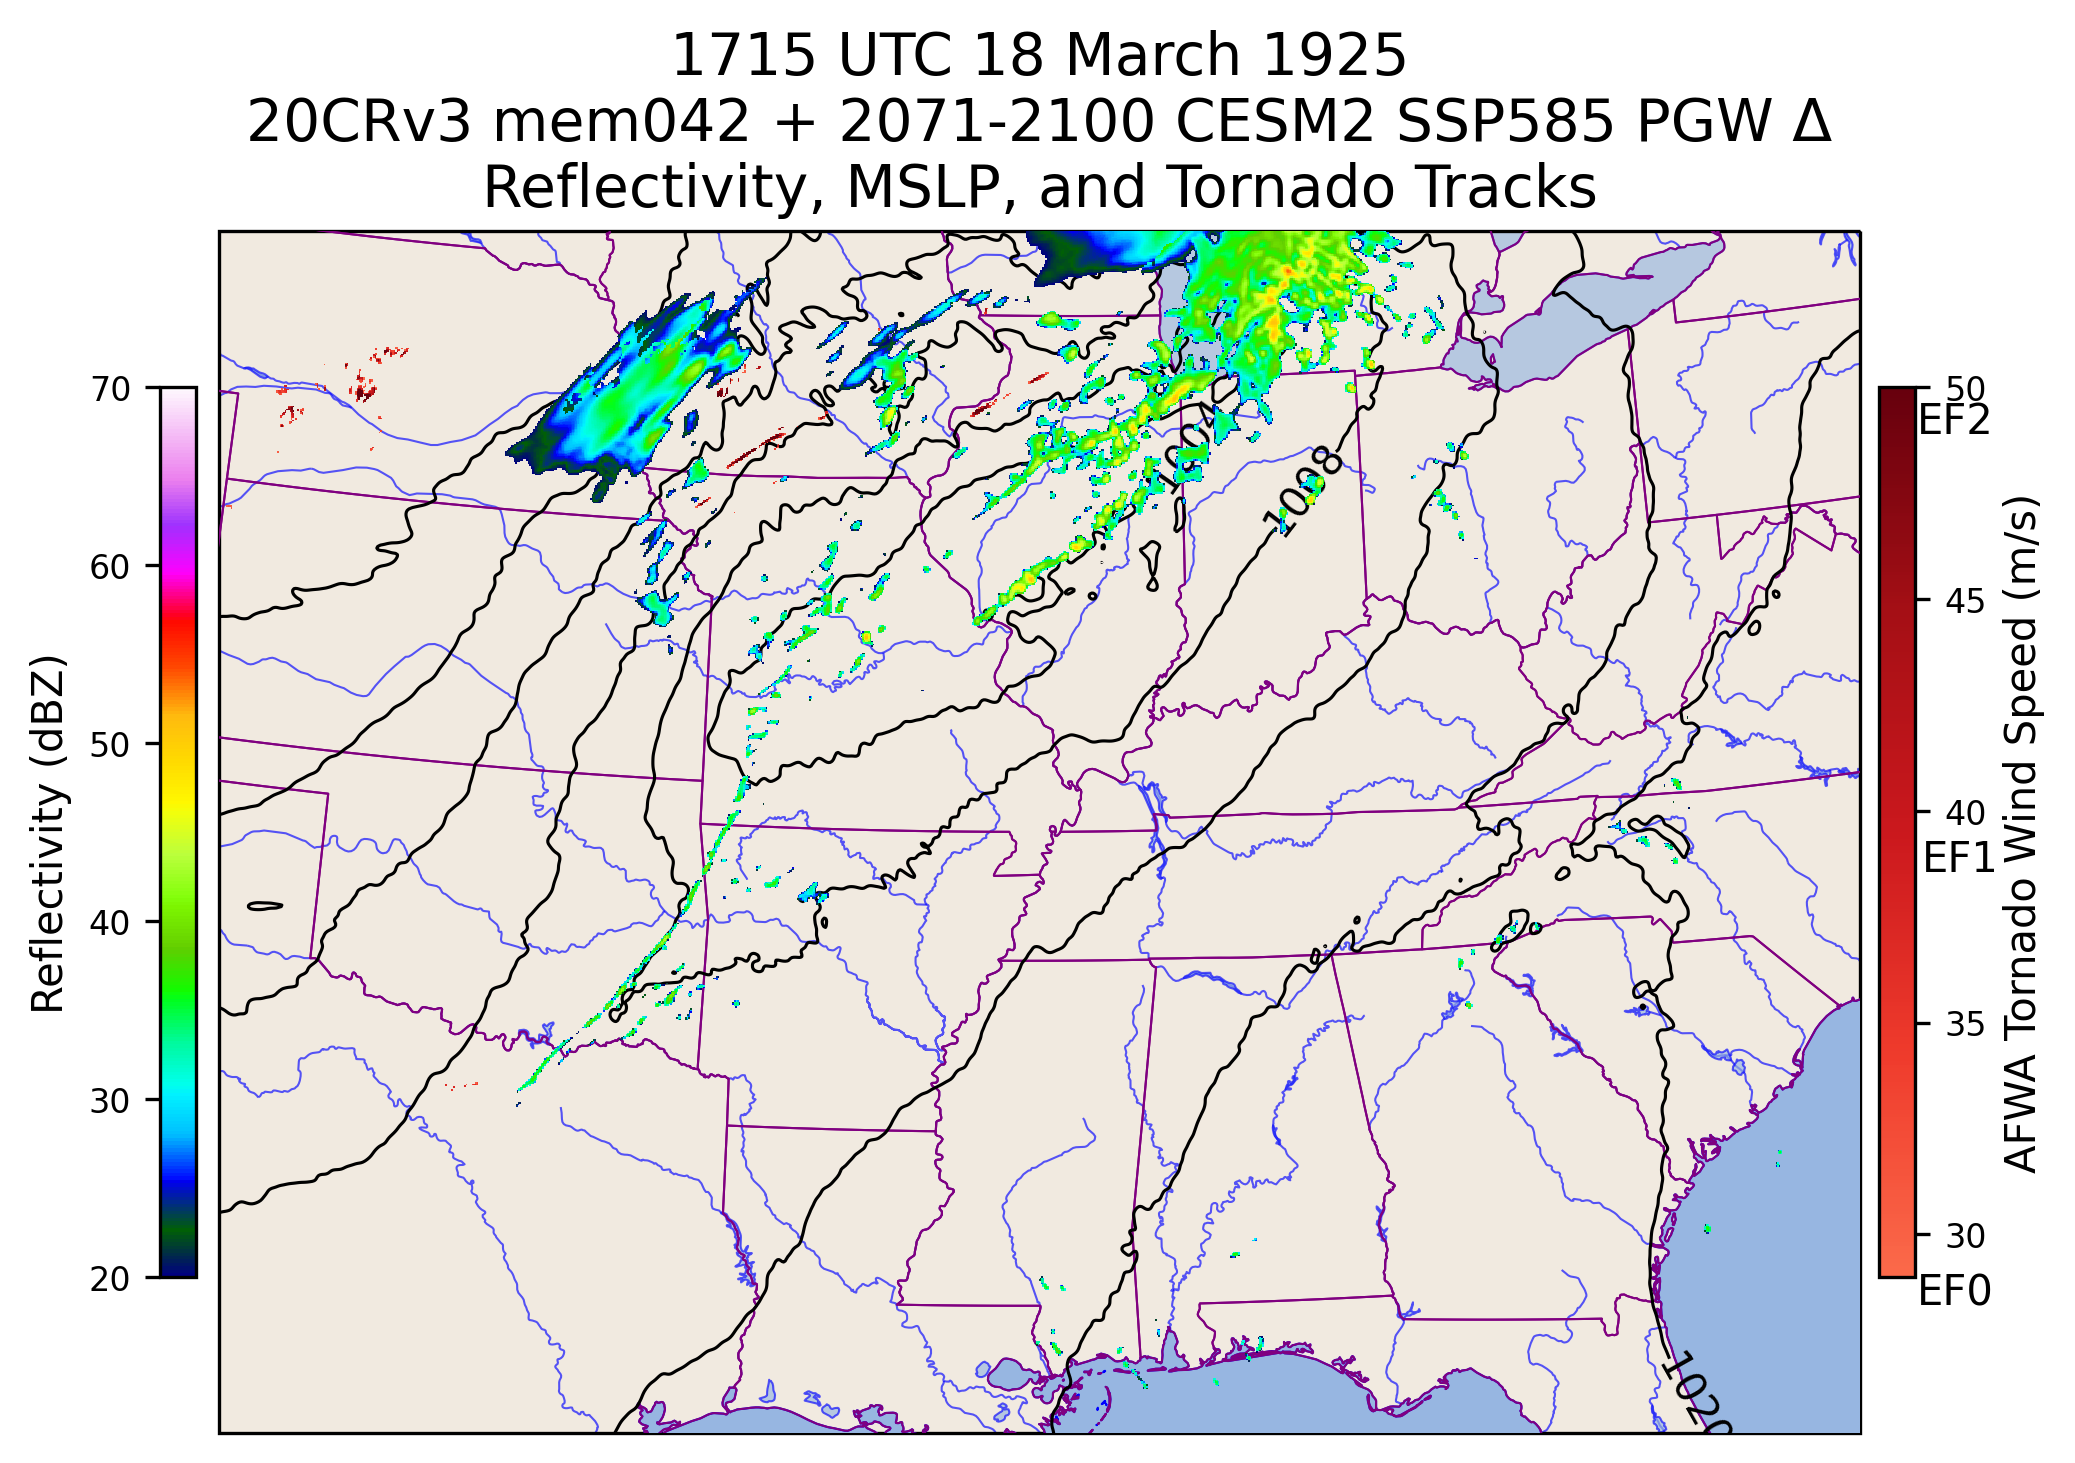 1715 UTC 18 March 1925
20CRv3 mem042 + 2071-2100 CESM2 SSP585 PGW Δ
Reflectivity, MSLP, and Tornado Tracks
70
60
50
40
30
20
Reflectivity (dBZ)
1004
1008
1020
50
EF2
45
40
EF1
35
30
EF0
AFWA Tornado Wind Speed (m/s)